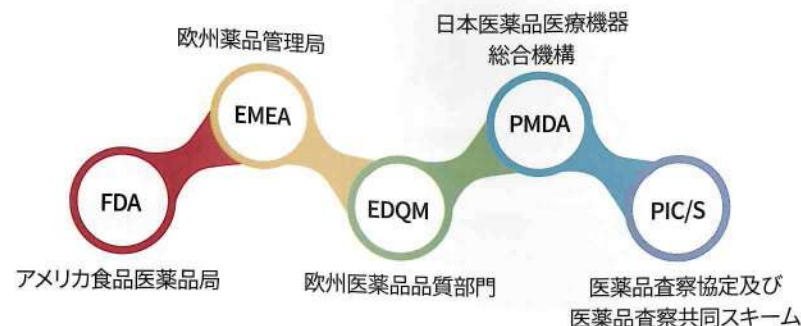 欧州薬品管理局
日本医薬品医療機器
総合機構
EMEA
PMDA
FDA
EDQM
PIC/S
アメリカ食品医薬品局
欧州医薬品品質部門
医薬品査察協定及び
医薬品査察共同スキーム